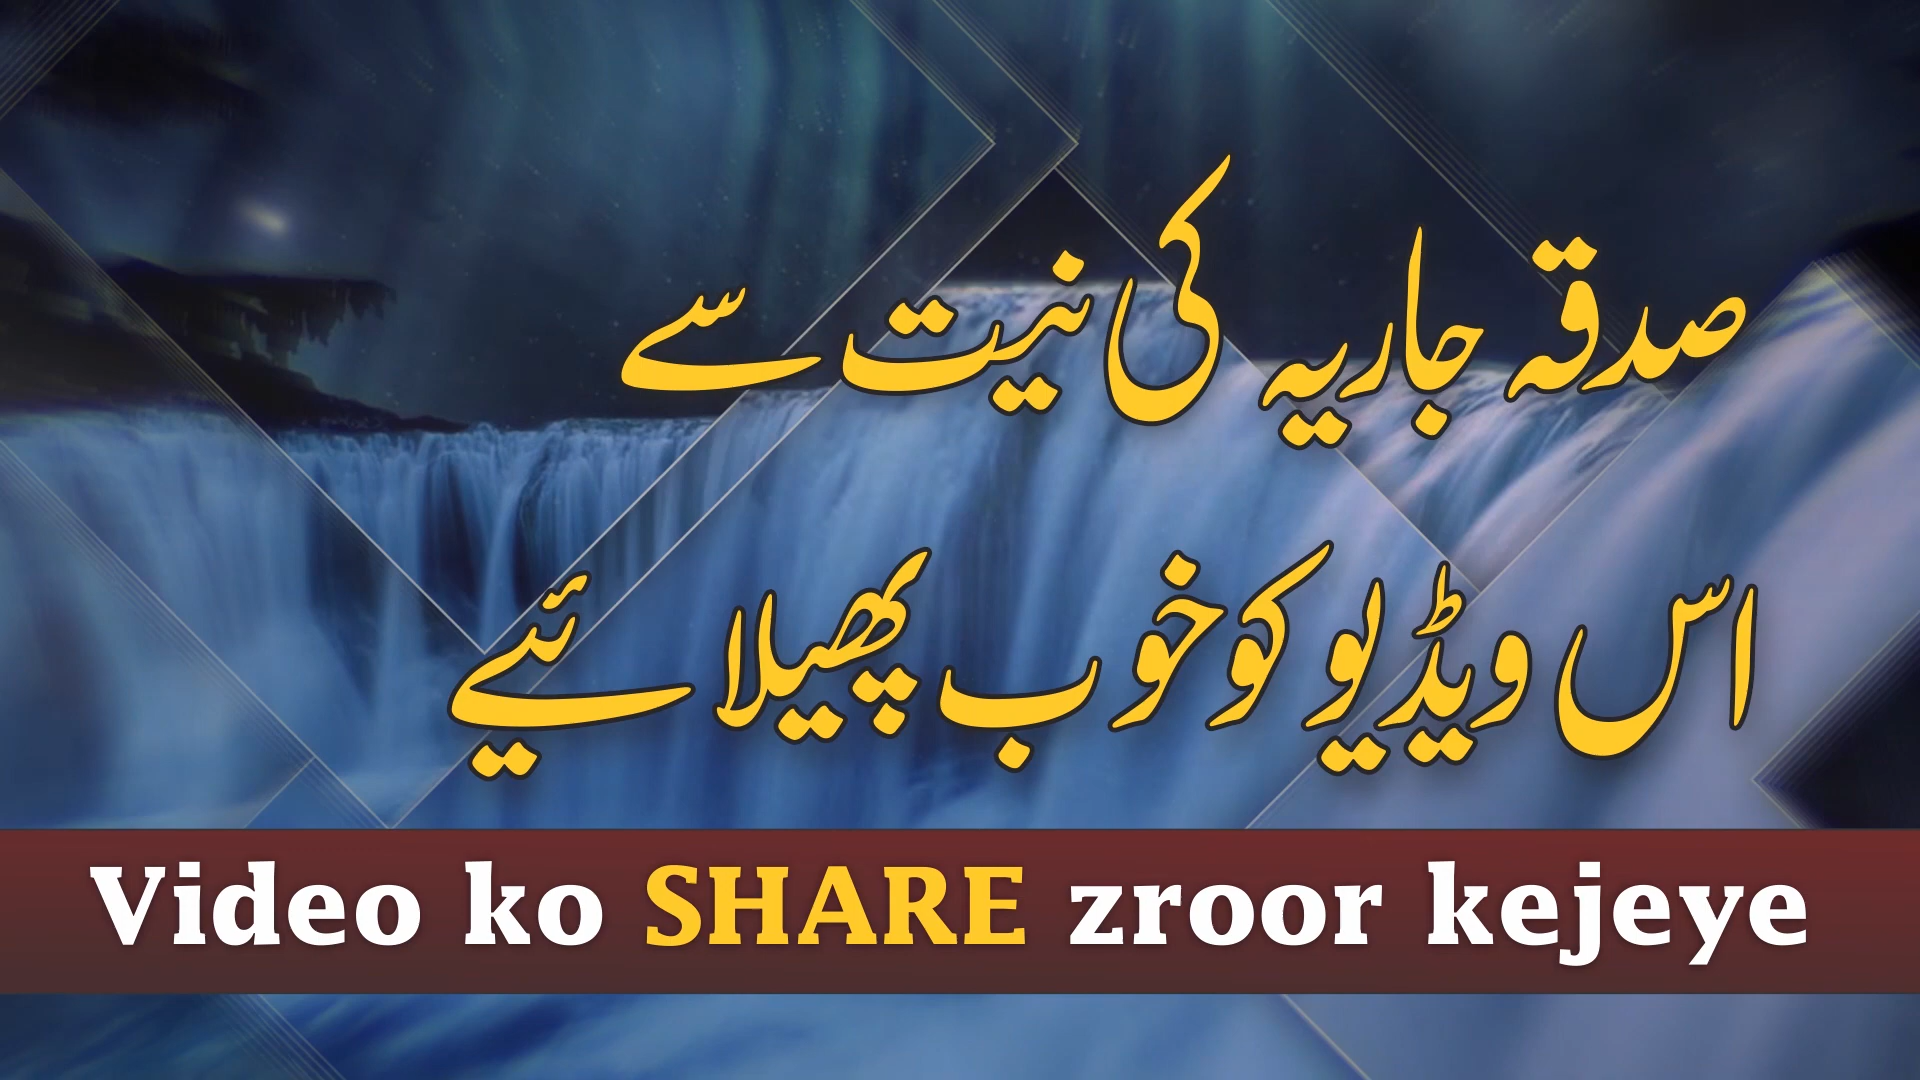 صدقہ جاریہ کی نیت سے
اس ویڈیو کو خوب پھیلائیے
Video ko SHARE zroor kejeye